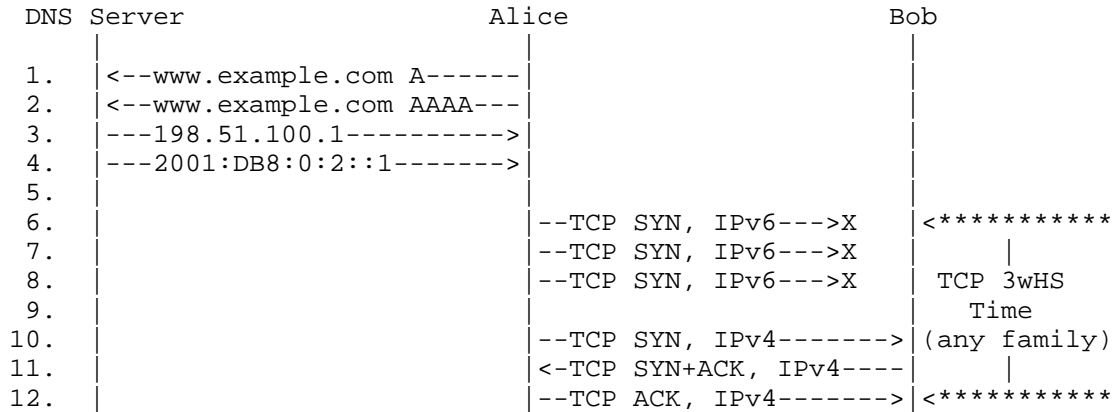 DNS Server                  Alice                    Bob
     |                           |                        |
 1.  |<--www.example.com A------|                        |
 2.  |<--www.example.com AAAA---|                        |
 3.  |---198.51.100.1---------->|                        |
 4.  |---2001:DB8:0:2::1------->|                        |
 5.  |                          |                        |
 6.  |                          |--TCP SYN, IPv6--->X    |<***********
 7.  |                          |--TCP SYN, IPv6--->X    |     |
 8.  |                          |--TCP SYN, IPv6--->X    | TCP 3wHS
 9.  |                          |                        |   Time
10.  |                          |--TCP SYN, IPv4------->|(any family)
11.  |                          |<-TCP SYN+ACK, IPv4----|     |
12.  |                          |--TCP ACK, IPv4------->|<***********